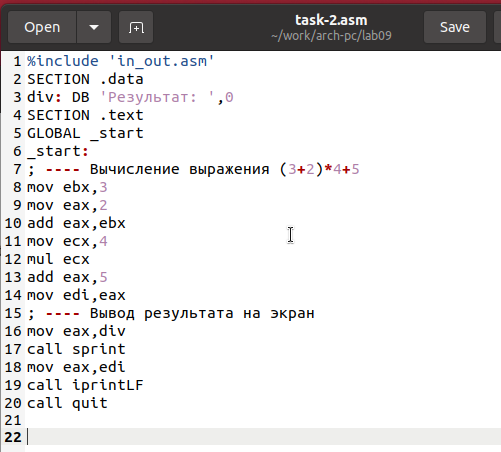 Open
task-2.asm
~/work/arch-pc/lab09
Save
1 %include 'in_out.asm'
2 SECTION .data
3 div: DB 'Результат: ',0
4 SECTION .text
5 GLOBAL _start
6 _start:
7 ; ---- Вычисление выражения (3+2)*4+5
8 mov ebx,3
9 mov eax,2
10 add eax,ebx
11 mov ecx,4
12 mul ecx
13 add eax,5
14 mov edi,eax
15 ; ---- Вывод результата на экран
16 mov eax,div
17 call sprint
18 mov eax,edi
19 call iprintLF
20 call quit
21
22